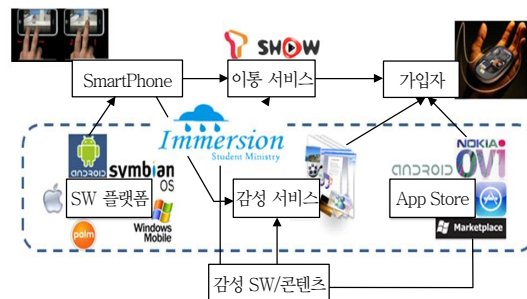 SHOW
SmartPhone
이통 서비스
가입자
Immersion
Student Ministry
NOKIA
OVI
ANDROID
ANDROID
symbian
OS
SW 플랫폼
감성 서비스
App Store
palm
Windows
Mobile
Marketplace
감성 SW/콘텐츠